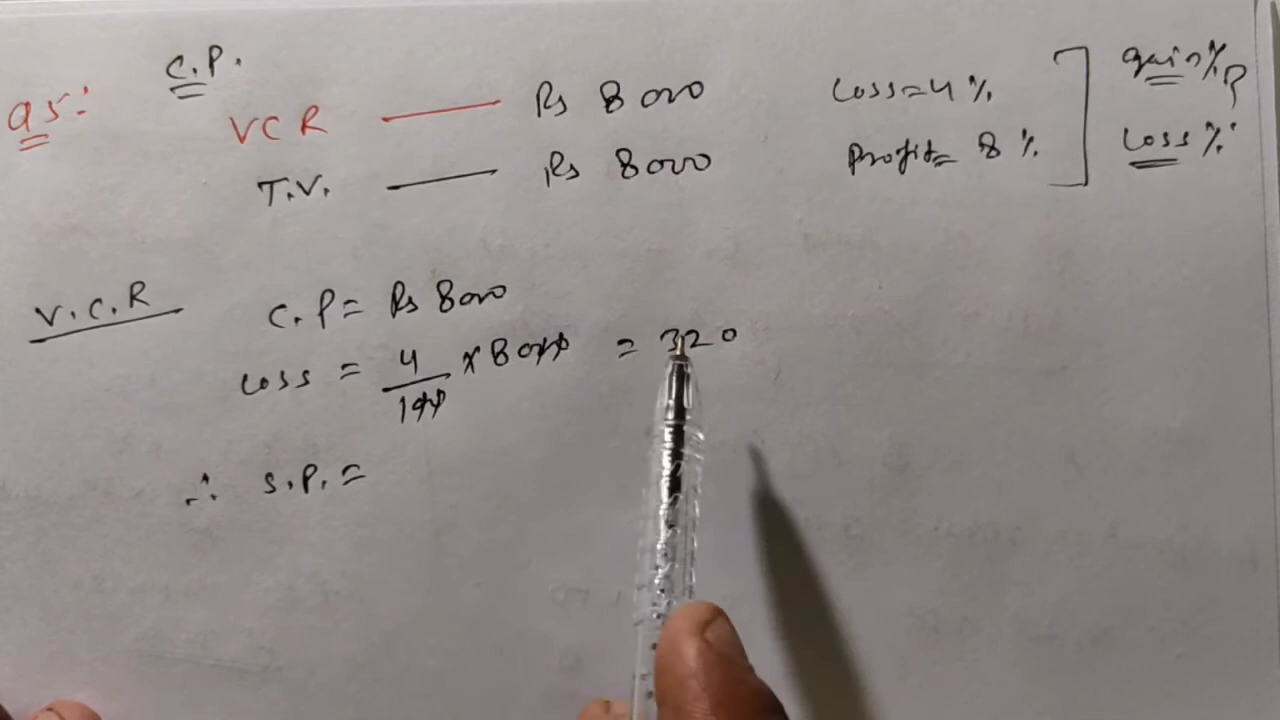 C.P.
Q5:
VCR — Rs 8000 Loss=4%
T.V. — Rs 8000 Profit= 8%
gain% ?
Loss%
V.C.R C.P= Rs 8000
Loss = 4/100 x 8000 = 320
∴ S.P. =